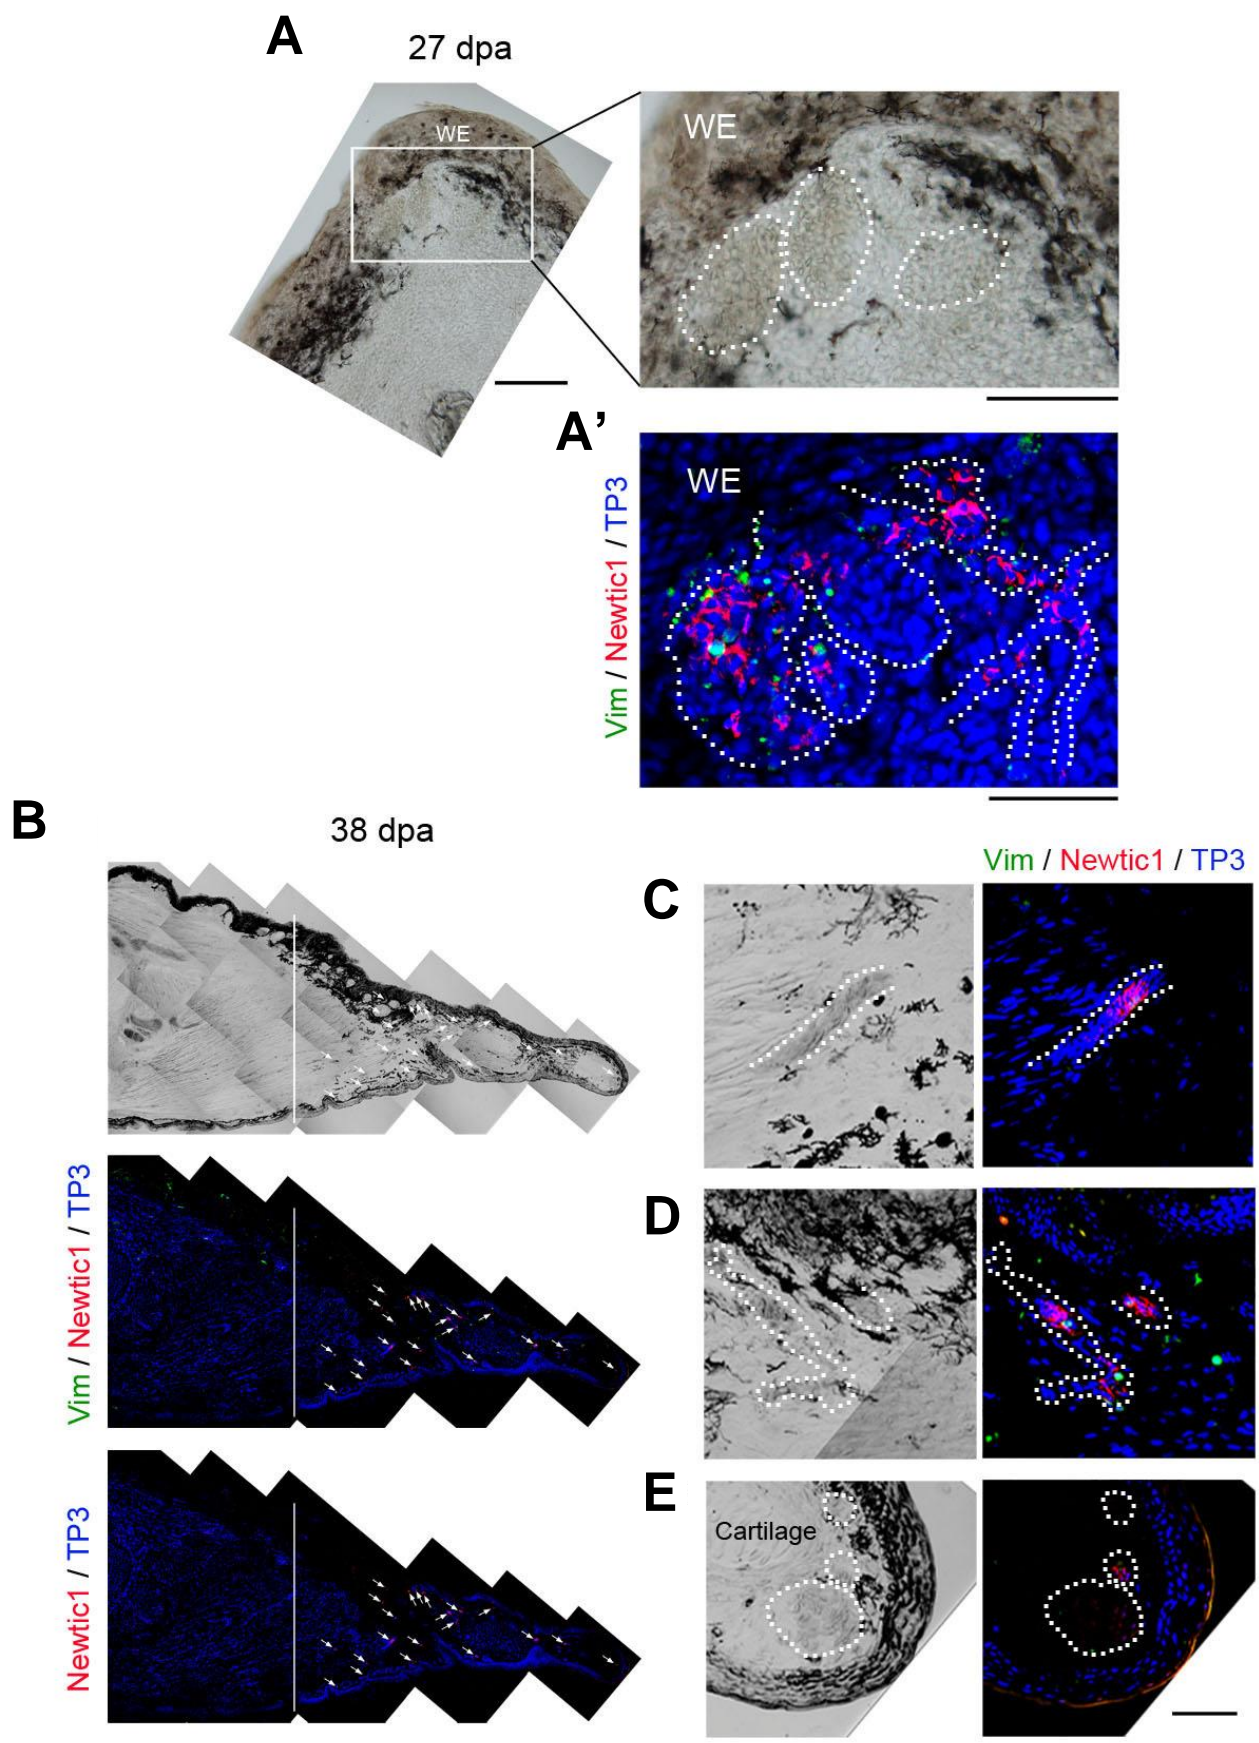 A
27 dpa
WE
WE
A’
WE
Vim / Newtic1 / TP3
B
38 dpa
Vim / Newtic1 / TP3
Newtic1 / TP3
Vim / Newtic1 / TP3
C
D
E
Cartilage